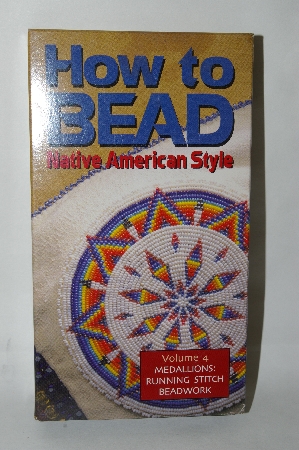 How to
BEAD
Native American Style
Volume 4
MEDALLIONS:
RUNNING STITCH
BEADWORK